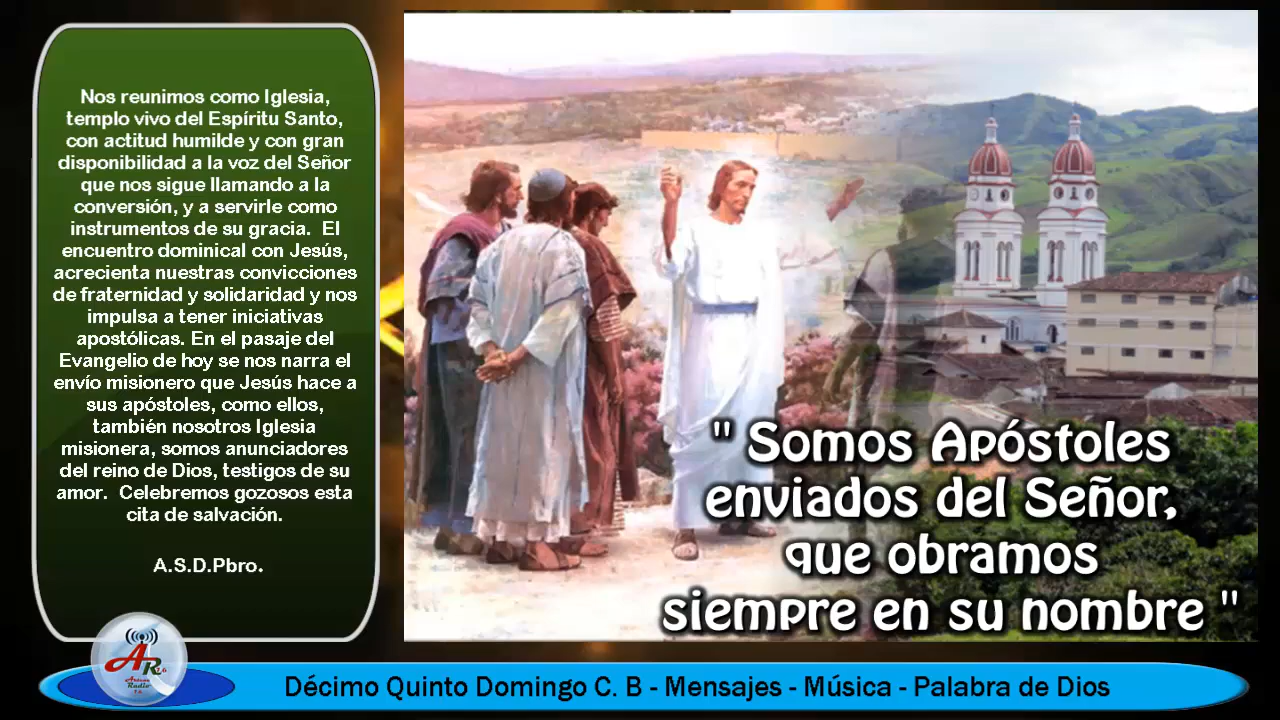 Nos reunimos como Iglesia,
templo vivo del Espíritu Santo,
con actitud humilde y con gran
disponibilidad a la voz del Señor
que nos sigue llamando a la
conversión, y a servirle como
instrumentos de su gracia.  El
encuentro dominical con Jesús,
acrecienta nuestras convicciones
de fraternidad y solidaridad y nos
impulsa a tener iniciativas
apostólicas. En el pasaje del
Evangelio de hoy se nos narra el
envío misionero que Jesús hace a
sus apóstoles, como ellos,
también nosotros Iglesia
misionera, somos anunciadores
del reino de Dios, testigos de su
amor.  Celebremos gozosos esta
cita de salvación.
A.S.D.Pbro.
" Somos Apóstoles
enviados del Señor,
que obramos
siempre en su nombre "
AR
Radio
Décimo Quinto Domingo C. B - Mensajes - Música - Palabra de Dios